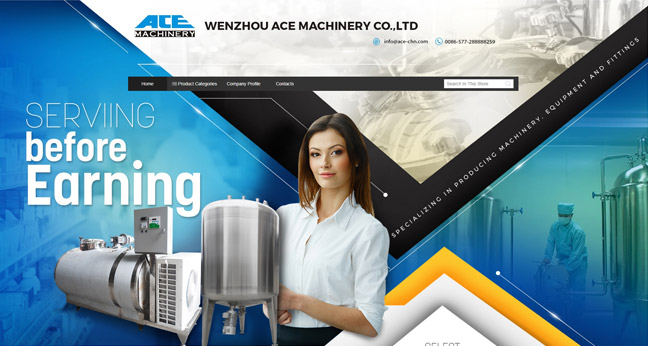 ACE
MACHINERY
WENZHOU ACE MACHINERY CO.,LTD
info@ace-chn.com
0086-577-288888259
Home
Product Categories
Company Profile
Contacts
Search In This Store
SERVIING
before
Earning
SPECIALIZING IN PRODUCING MACHINERY, EQUIPMENT AND FITTINGS